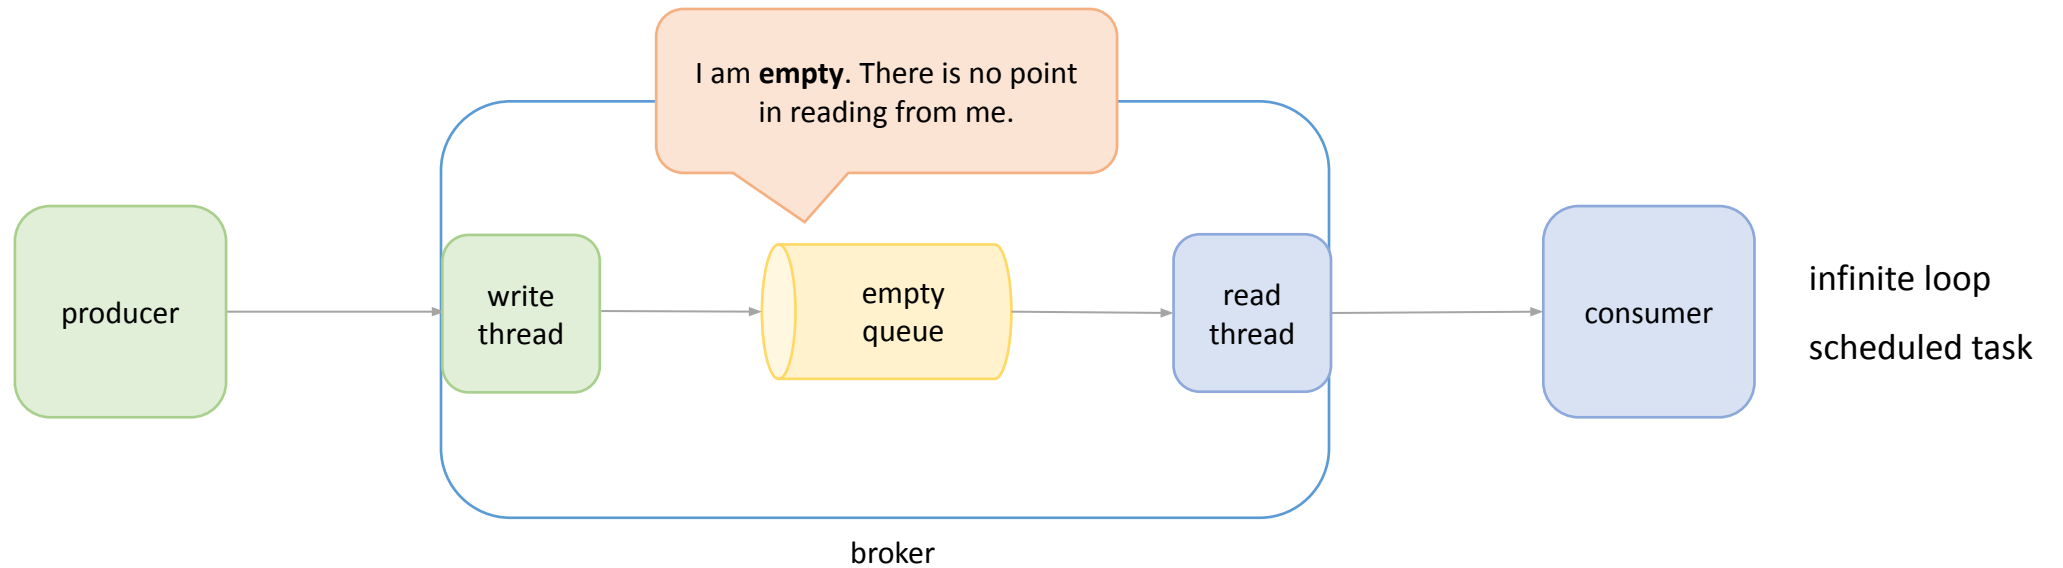 I am empty. There is no point
in reading from me.
producer
write
thread
empty
queue
read
thread
consumer
infinite loop
scheduled task
broker